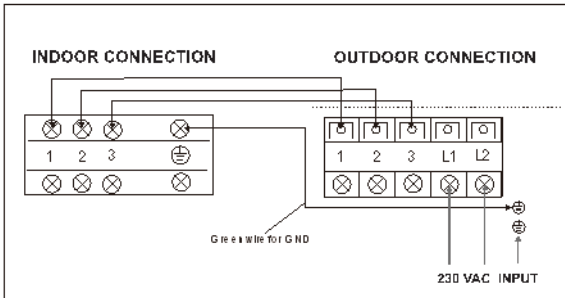 INDOOR CONNECTION
OUTDOOR CONNECTION
1 2 3
1 2 3 L1 L2
Green wire for GND
230 VAC INPUT